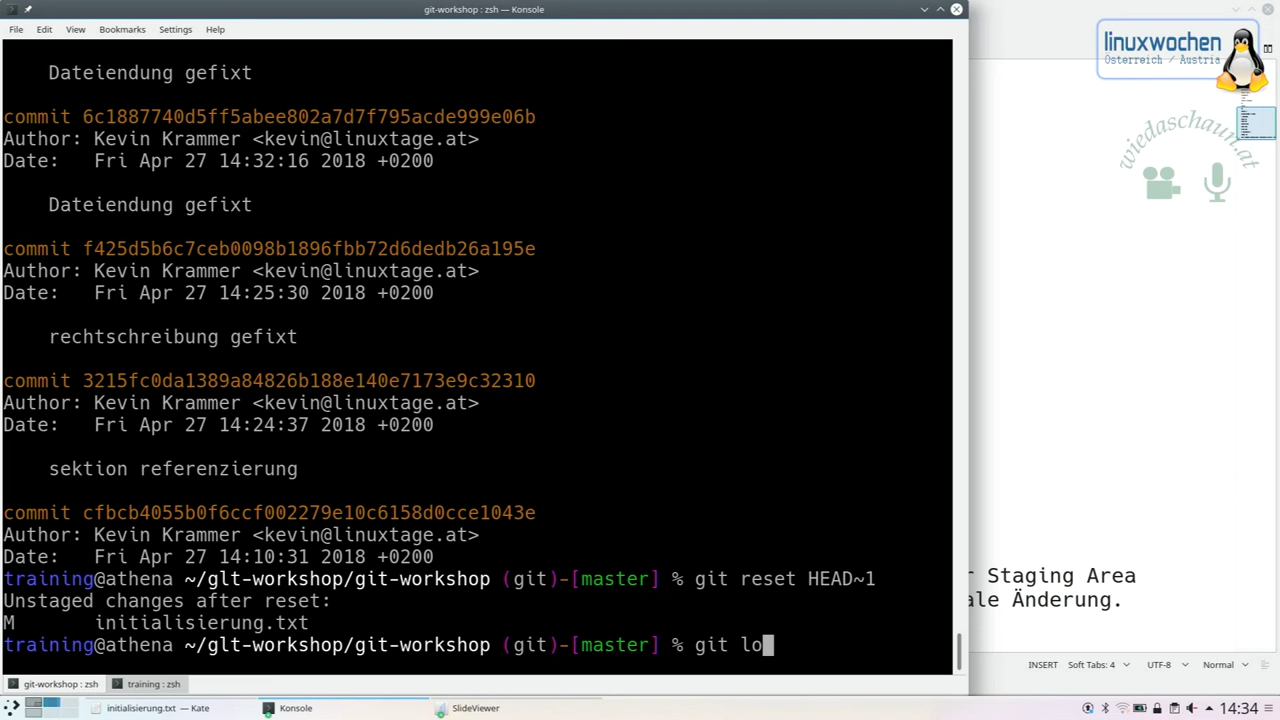 git-workshop : zsh — Konsole
File Edit View Bookmarks Settings Help
Dateiendung gefixt
commit 6c1887740d5ff5abee802a7d7f795acde999e06b
Author: Kevin Krammer <kevin@linuxtage.at>
Date:   Fri Apr 27 14:32:16 2018 +0200
Dateiendung gefixt
commit f425d5b6c7ceb0098b1896fbb72d6dedb26a195e
Author: Kevin Krammer <kevin@linuxtage.at>
Date:   Fri Apr 27 14:25:30 2018 +0200
rechtschreibung gefixt
commit 3215fc0da1389a84826b188e140e7173e9c32310
Author: Kevin Krammer <kevin@linuxtage.at>
Date:   Fri Apr 27 14:24:37 2018 +0200
sektion referenzierung
commit cfbcb4055b0f6ccf002279e10c6158d0cce1043e
Author: Kevin Krammer <kevin@linuxtage.at>
Date:   Fri Apr 27 14:10:31 2018 +0200
training@athena ~/glt-workshop/git-workshop (git)-[master] % git reset HEAD~1
Unstaged changes after reset:
M       initialisierung.txt
training@athena ~/glt-workshop/git-workshop (git)-[master] % git lo
git-workshop : zsh
training : zsh
linuxwochen
Österreich / Austria
wiedaschaun.at
r Staging Area
ale Änderung.
INSERT Soft Tabs: 4 UTF-8 Normal
initialisierung.txt — Kate
Konsole
SlideViewer
14:34